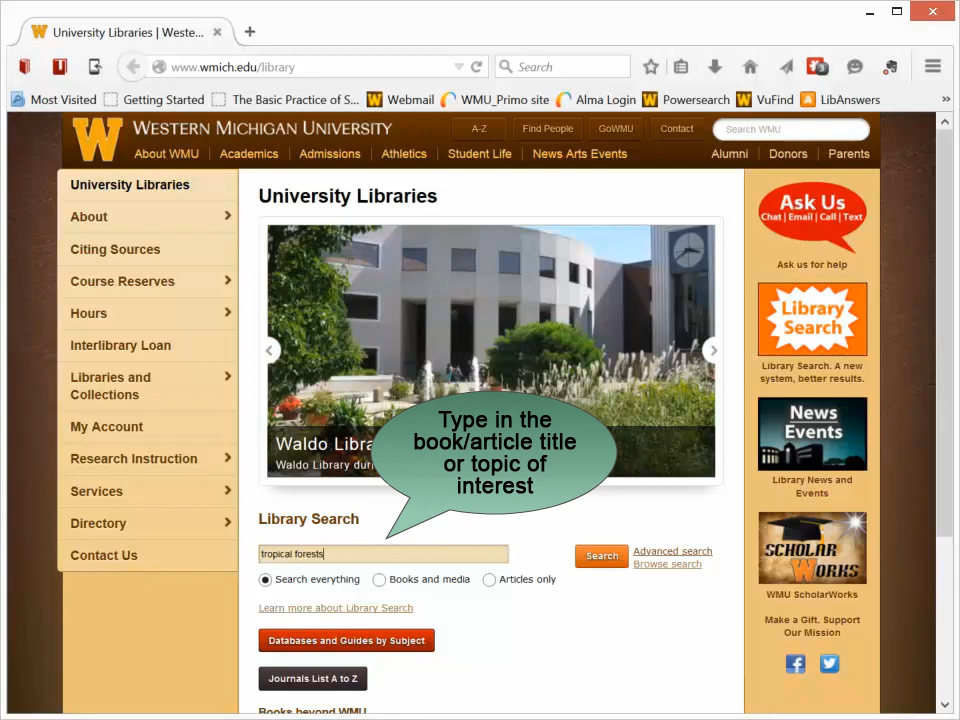 University Libraries | Weste...
www.wmich.edu/library
Search
Most Visited
Getting Started
The Basic Practice of S...
Webmail
WMU_Primo site
Alma Login
Powersearch
VuFind
LibAnswers
W
WESTERN MICHIGAN UNIVERSITY
A-Z
Find People
GoWMU
Contact
Search WMU
About WMU
Academics
Admissions
Athletics
Student Life
News Arts Events
Alumni
Donors
Parents
University Libraries
About
Citing Sources
Course Reserves
Hours
Interlibrary Loan
Libraries and
Collections
My Account
Research Instruction
Services
Directory
Contact Us
University Libraries
Waldo Libra
Waldo Library duri
Type in the
book/article title
or topic of
interest
Library Search
tropical forests
Search
Advanced search
Browse search
Search everything
Books and media
Articles only
Learn more about Library Search
Databases and Guides by Subject
Journals List A to Z
Books beyond WMU
Ask Us
Chat | Email | Call | Text
Ask us for help
Library
Search
Library Search. A new
system, better results.
News
Events
Library News and
Events
SCHOLAR
WORKS
WMU ScholarWorks
Make a Gift. Support
Our Mission